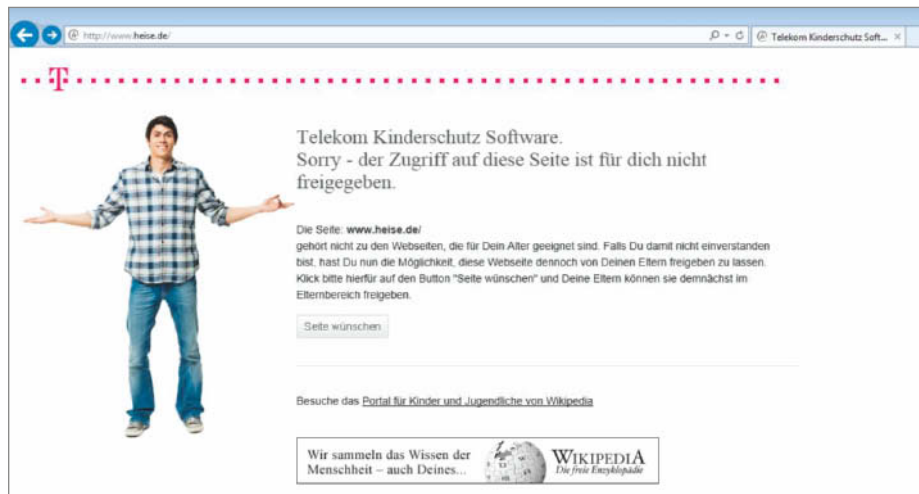 http://www.heise.de/
Telekom Kinderschutz Soft...
T
Telekom Kinderschutz Software.
Sorry - der Zugriff auf diese Seite ist für dich nicht
freigegeben.
Die Seite: www.heise.de/
gehört nicht zu den Webseiten, die für Dein Alter geeignet sind. Falls Du damit nicht einverstanden
bist, hast Du nun die Möglichkeit, diese Webseite dennoch von Deinen Eltern freigeben zu lassen.
Klick bitte hierfür auf den Button "Seite wünschen" und Deine Eltern können sie demnächst im
Elternbereich freigeben.
Seite wünschen
Besuche das Portal für Kinder und Jugendliche von Wikipedia
Wir sammeln das Wissen der
Menschheit – auch Deines...
WIKIPEDIA
Die freie Enzyklopädie